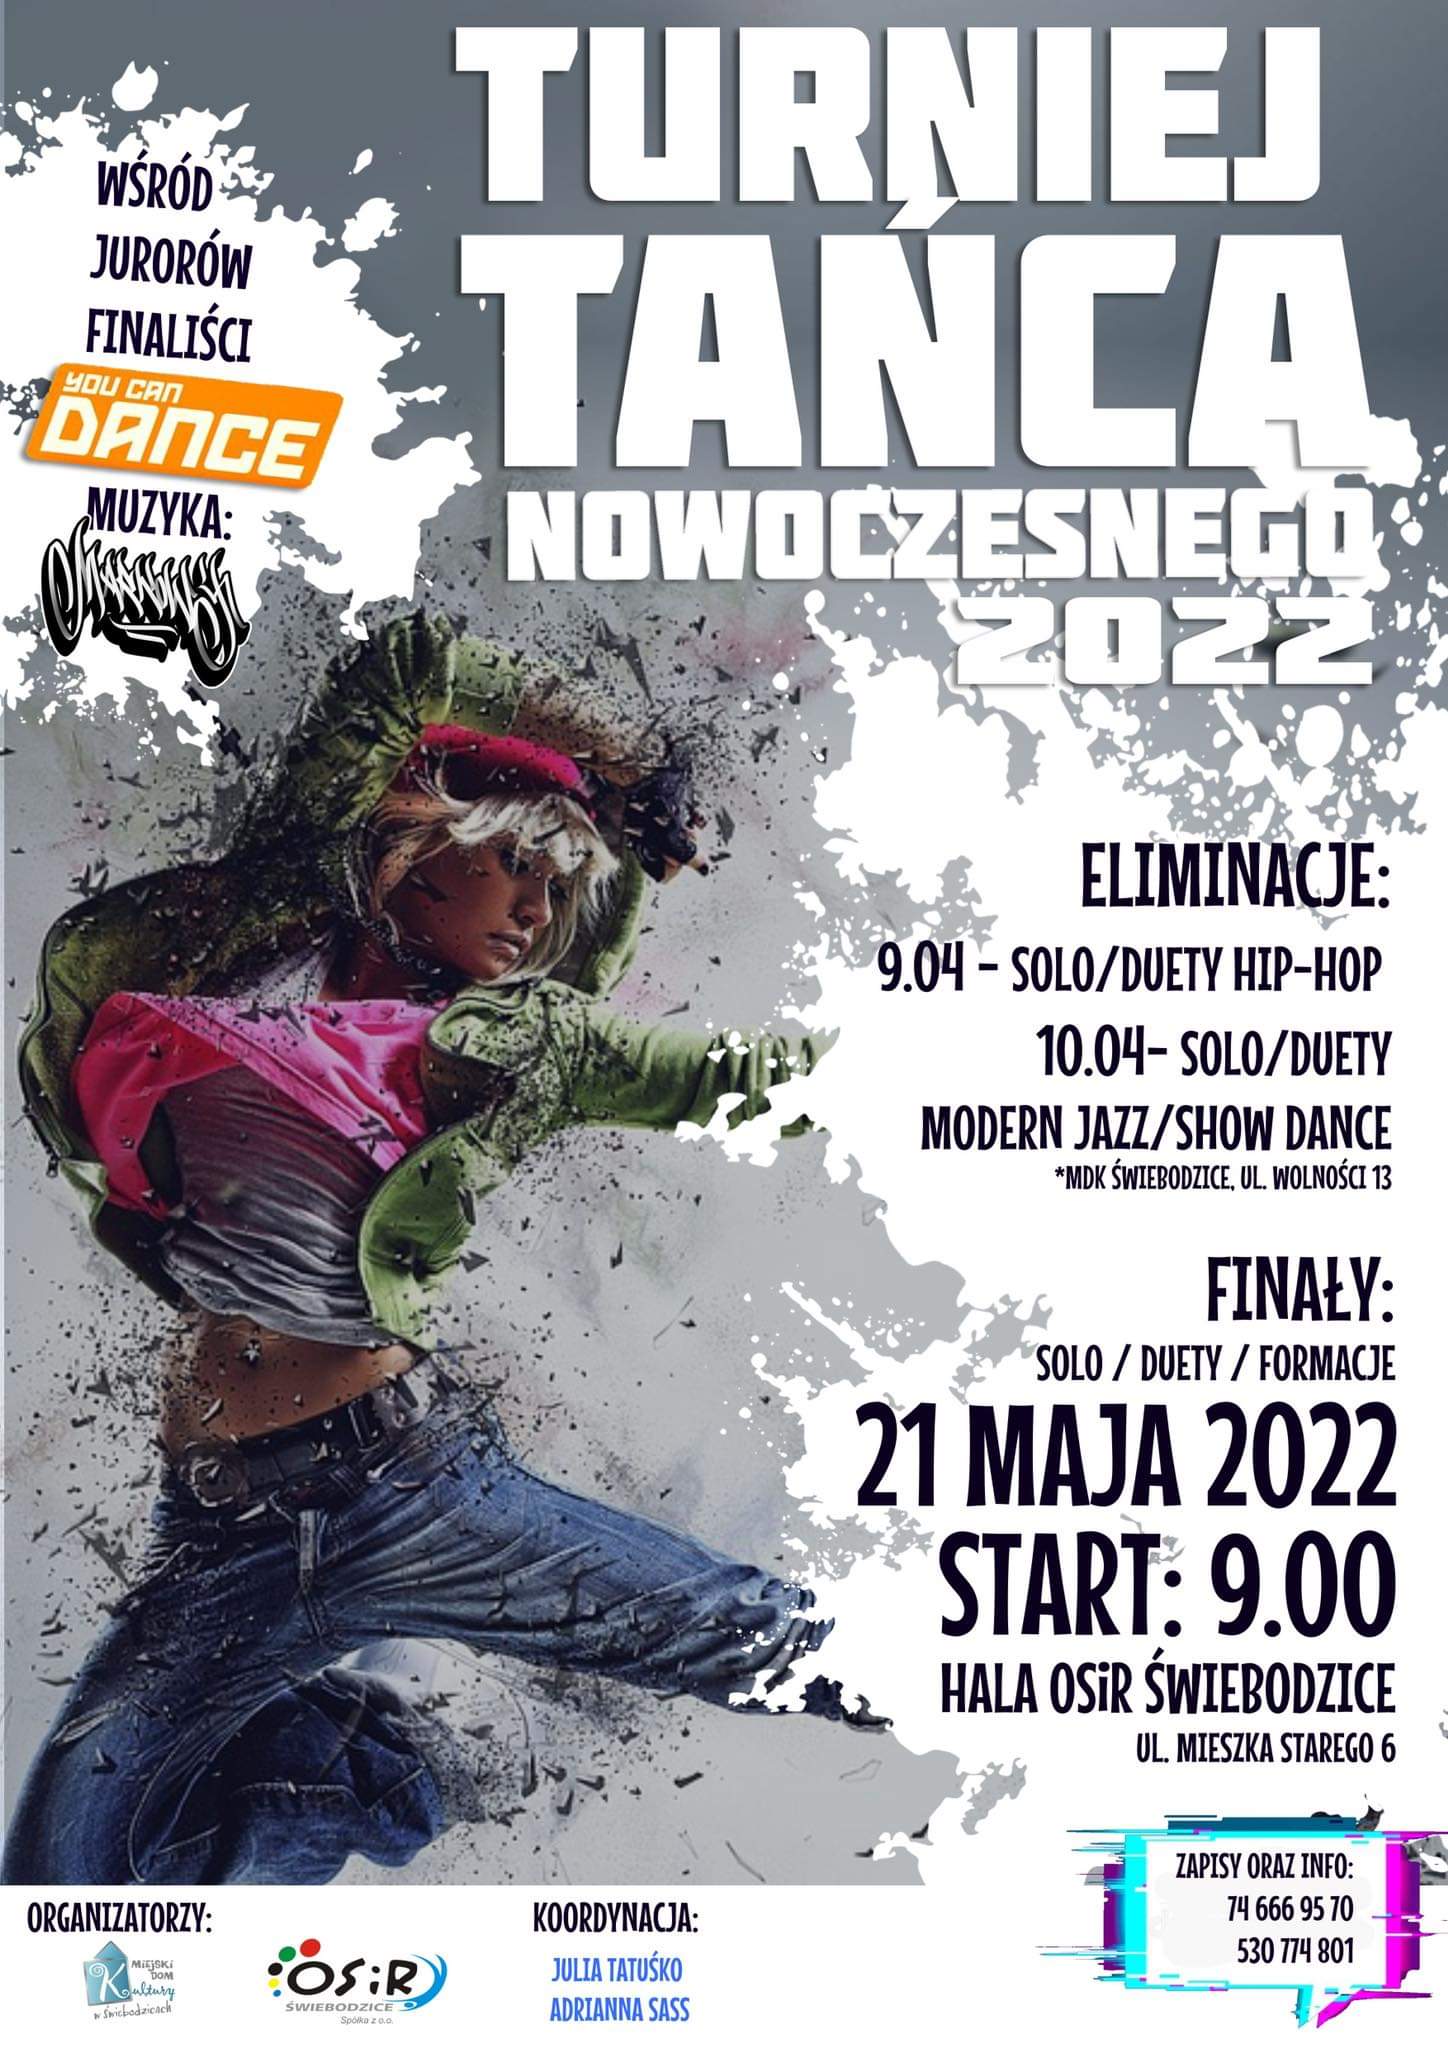 TURNIEJ
TAŃCA
NOWOCZESNEGO
2022
WŚRÓD
JURORÓW
FINALIŚCI
YOU CAN
DANCE
MUZYKA:
ELIMINACJE:
9.04 - SOLO/DUETY HIP-HOP
10.04- SOLO/DUETY
MODERN JAZZ/SHOW DANCE
*MDK ŚWIEBODZICE, UL. WOLNOŚCI 13
FINAŁY:
SOLO / DUETY / FORMACJE
21 MAJA 2022
START: 9.00
HALA OSiR ŚWIEBODZICE
UL. MIESZKA STAREGO 6
ZAPISY ORAZ INFO:
74 666 95 70
530 774 801
ORGANIZATORZY:
MIEJSKI
DOM
Kultury
w świebodzicach
OSiR
ŚWIEBODZICE
Spółka z o.o.
KOORDYNACJA:
JULIA TATUŚKO
ADRIANNA SASS